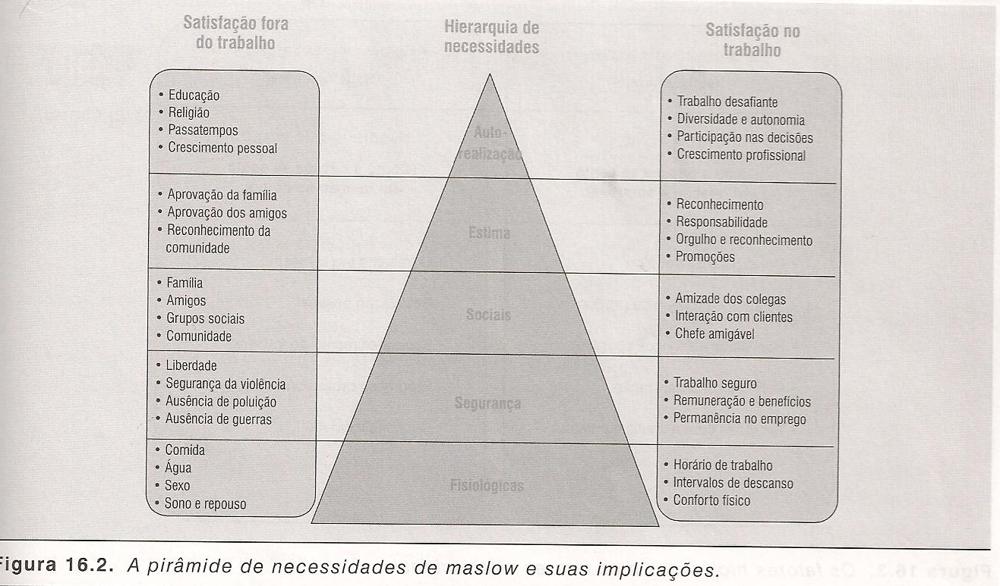 Satisfação fora
do trabalho
Hierarquia de
necessidades
Satisfação no
trabalho
• Educação
• Religião
• Passatempos
• Crescimento pessoal
Auto-
realização
• Trabalho desafiante
• Diversidade e autonomia
• Participação nas decisões
• Crescimento profissional
• Aprovação da família
• Aprovação dos amigos
• Reconhecimento da
comunidade
Estima
• Reconhecimento
• Responsabilidade
• Orgulho e reconhecimento
• Promoções
• Família
• Amigos
• Grupos sociais
• Comunidade
Sociais
• Amizade dos colegas
• Interação com clientes
• Chefe amigável
• Liberdade
• Segurança da violência
• Ausência de poluição
• Ausência de guerras
Segurança
• Trabalho seguro
• Remuneração e benefícios
• Permanência no emprego
• Comida
• Água
• Sexo
• Sono e repouso
Fisiológicas
• Horário de trabalho
• Intervalos de descanso
• Conforto físico
Figura 16.2. A pirâmide de necessidades de maslow e suas implicações.